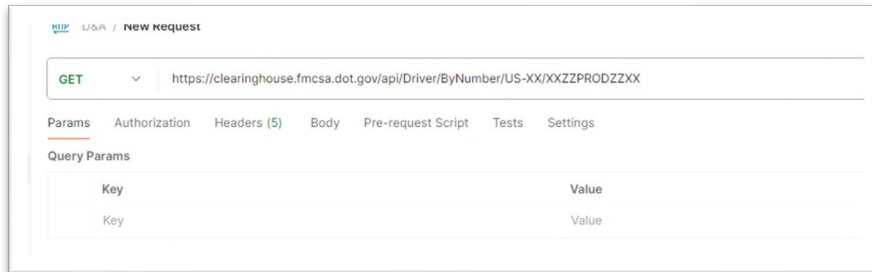 HTTP D&A / New Request
GET https://clearinghouse.fmcsa.dot.gov/api/Driver/ByNumber/US-XX/XXZZPRODZZXX
Params Authorization Headers (5) Body Pre-request Script Tests Settings
Query Params
Key Value
Key Value